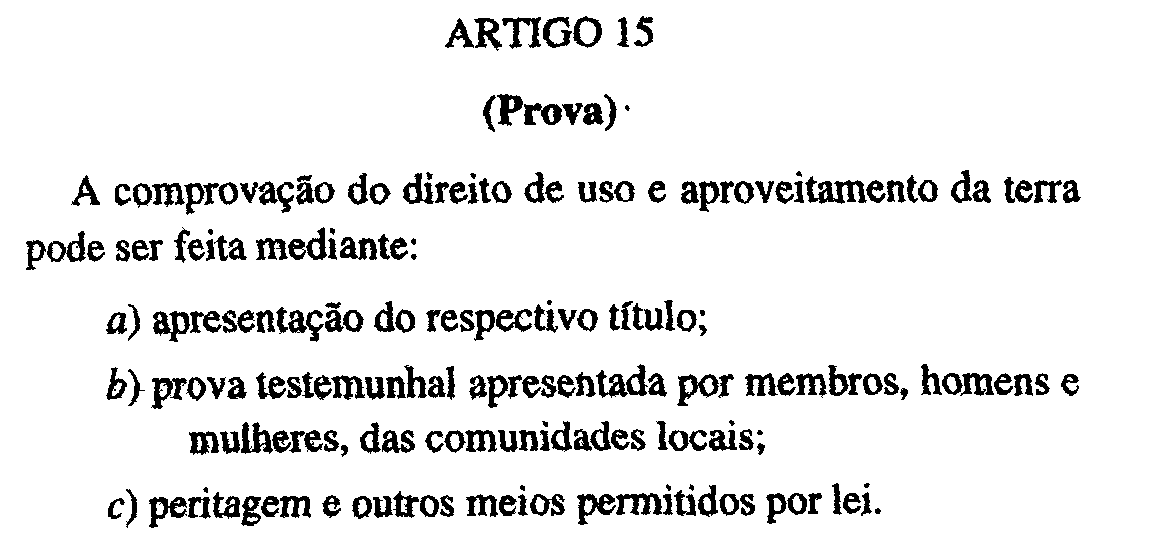 ARTIGO 15
(Prova)
A comprovação do direito de uso e aproveitamento da terra
pode ser feita mediante:
a) apresentação do respectivo título;
b) prova testemunhal apresentada por membros, homens e
mulheres, das comunidades locais;
c) peritagem e outros meios permitidos por lei.